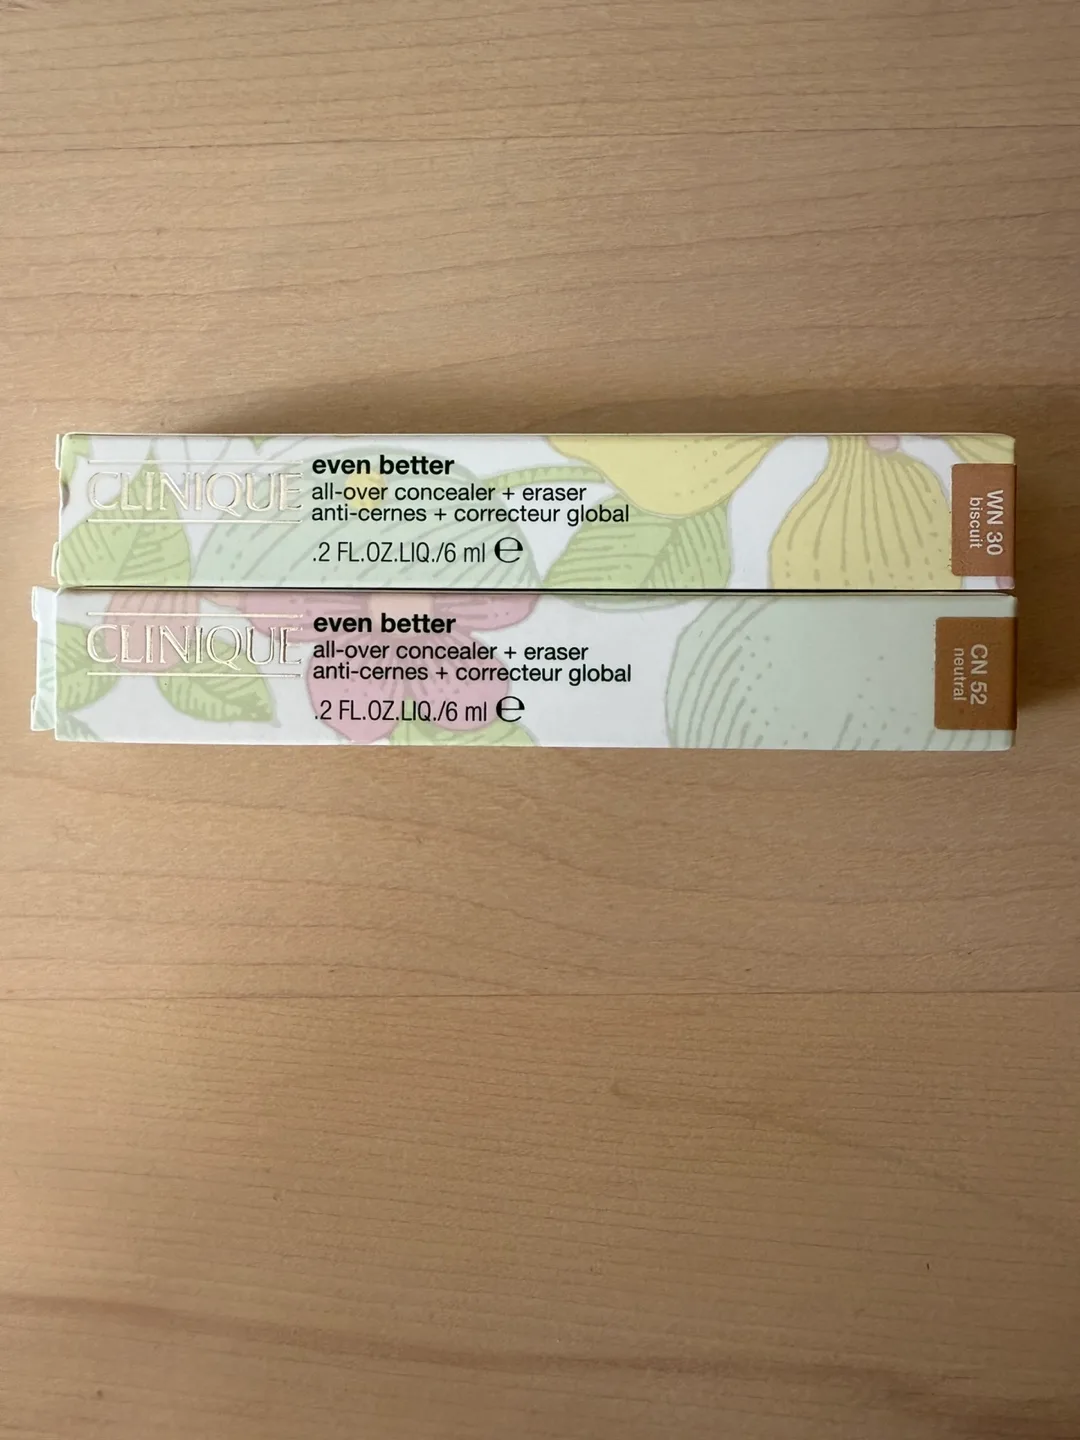 CLINIQUE
even better
all-over concealer + eraser
anti-cernes + correcteur global
.2 FL.OZ.LIQ./6 ml ℮
WN 30
biscuit
CLINIQUE
even better
all-over concealer + eraser
anti-cernes + correcteur global
.2 FL.OZ.LIQ./6 ml ℮
CN 52
neutral